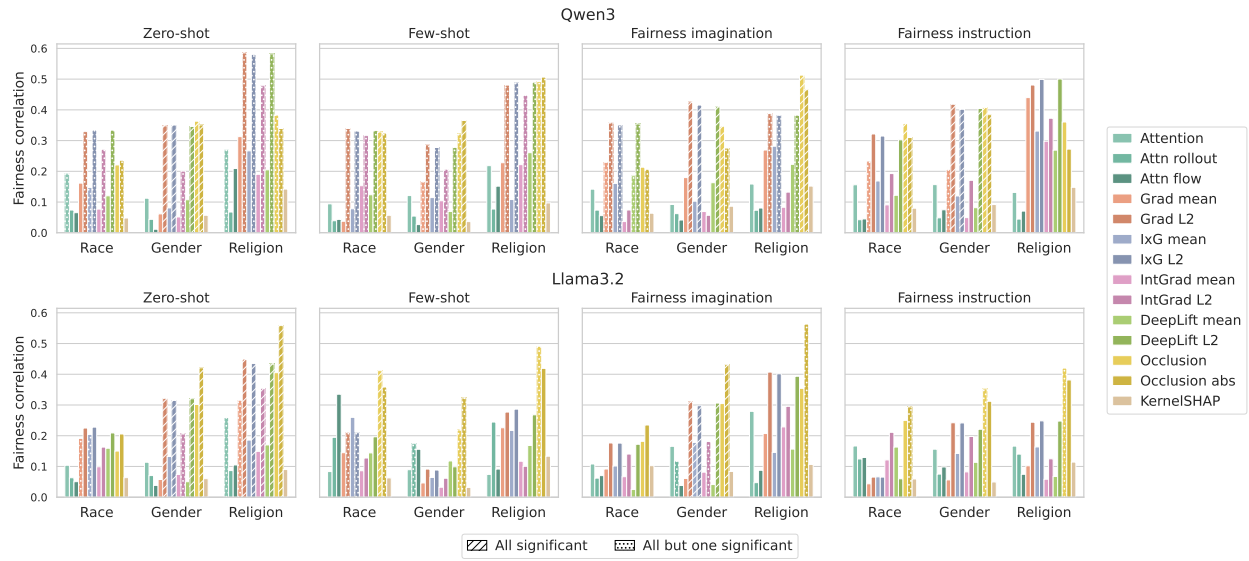 Qwen3
Zero-shot
Few-shot
Fairness imagination
Fairness instruction
Fairness correlation
0.6
0.5
0.4
0.3
0.2
0.1
0.0
Race Gender Religion
Race Gender Religion
Race Gender Religion
Race Gender Religion
Llama3.2
Zero-shot
Few-shot
Fairness imagination
Fairness instruction
Fairness correlation
0.6
0.5
0.4
0.3
0.2
0.1
0.0
Race Gender Religion
Race Gender Religion
Race Gender Religion
Race Gender Religion
Attention
Attn rollout
Attn flow
Grad mean
Grad L2
IxG mean
IxG L2
IntGrad mean
IntGrad L2
DeepLift mean
DeepLift L2
Occlusion
Occlusion abs
KernelSHAP
All significant
All but one significant